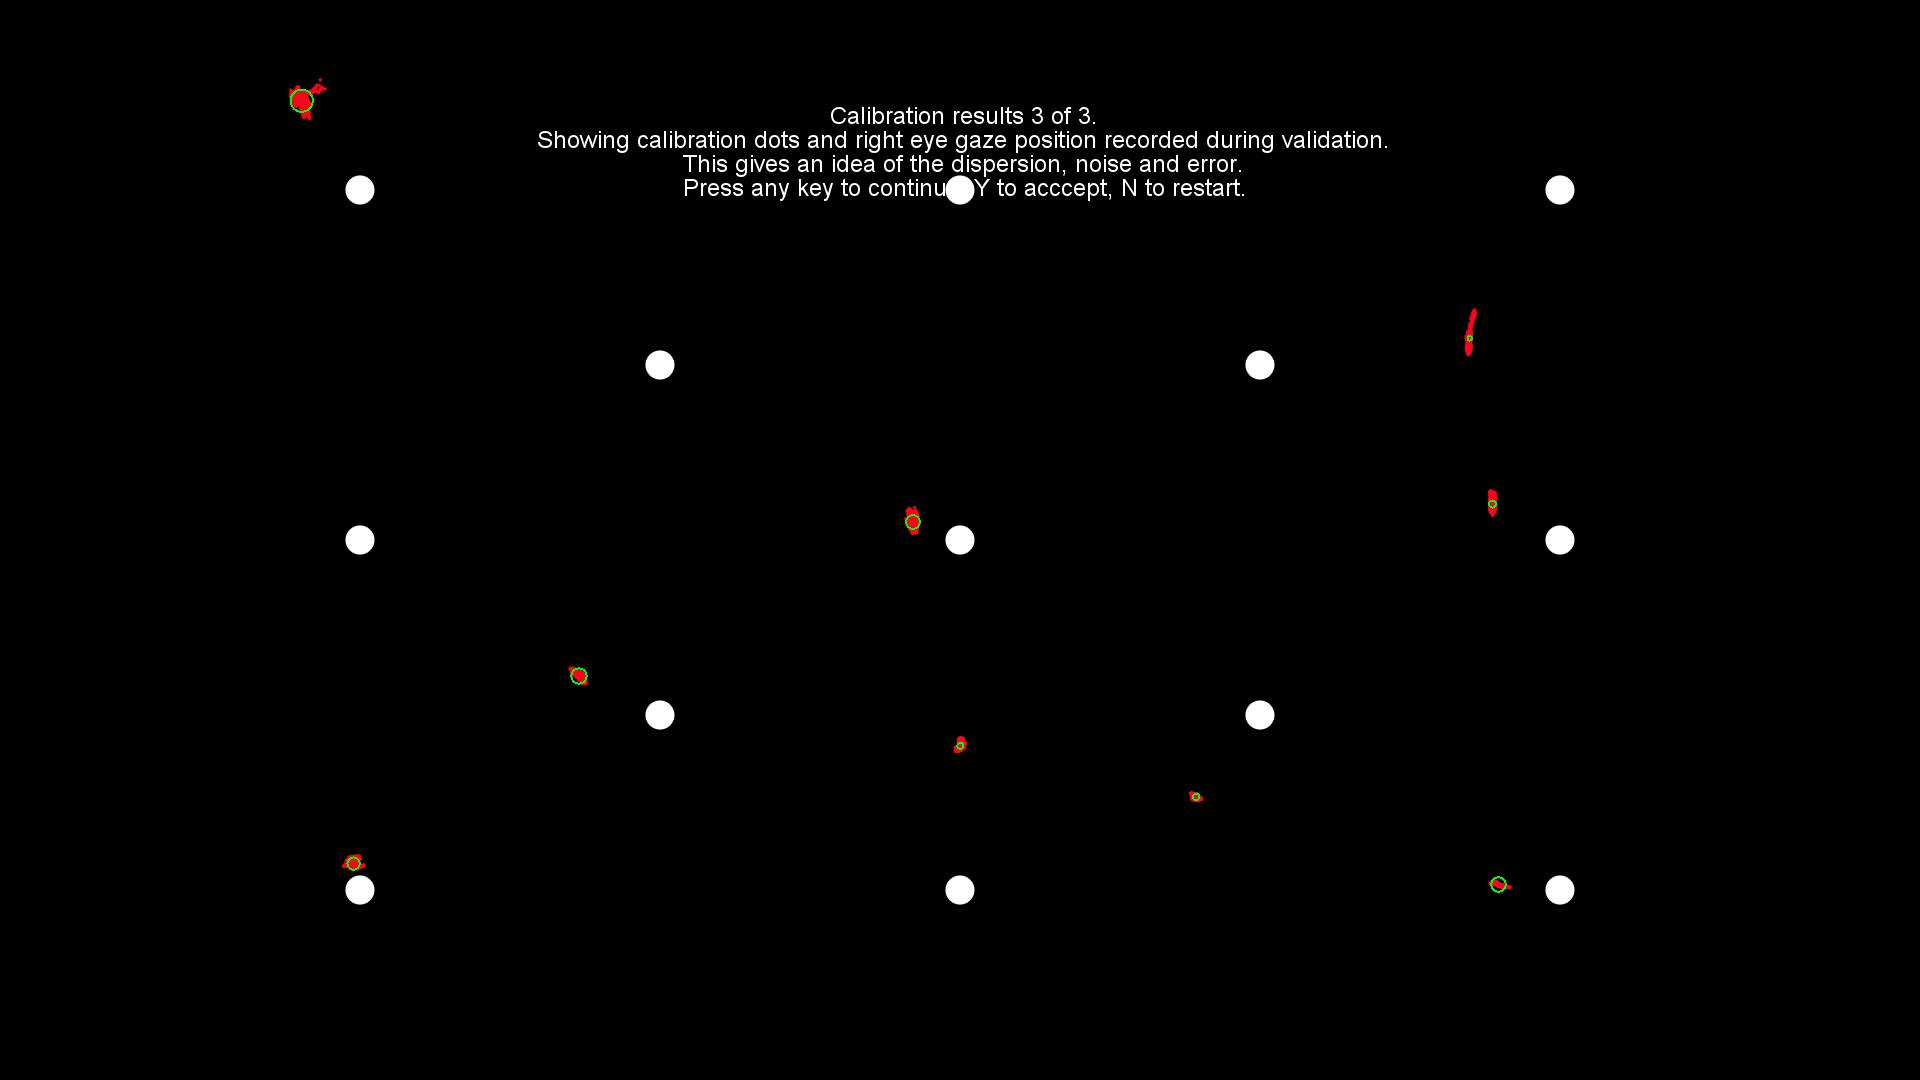 Calibration results 3 of 3.
Showing calibration dots and right eye gaze position recorded during validation.
This gives an idea of the dispersion, noise and error.
Press any key to continu Y to acccept, N to restart.